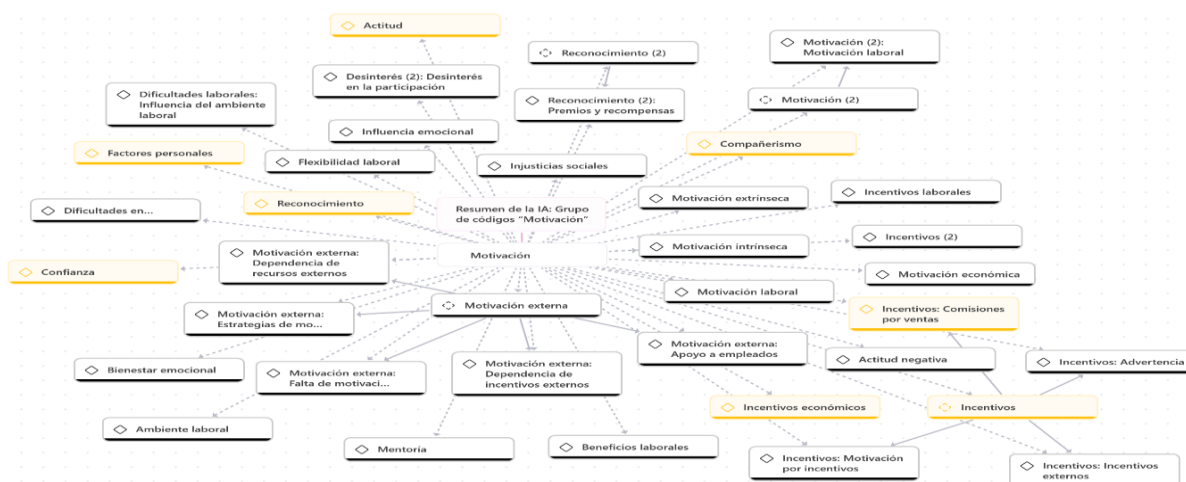 Actitud
Reconocimiento (2)
Motivación (2):
Motivación laboral
Desinterés (2): Desinterés
en la participación
Dificultades laborales:
Influencia del ambiente
laboral
Reconocimiento (2):
Premios y recompensas
Motivación (2)
Influencia emocional
Compañerismo
Factores personales
Flexibilidad laboral
Injusticias sociales
Motivación extrínseca
Incentivos laborales
Reconocimiento
Dificultades en...
Resumen de la IA: Grupo
de códigos "Motivación"
Motivación intrínseca
Incentivos (2)
Motivación
Motivación externa:
Dependencia de
recursos externos
Confianza
Motivación económica
Motivación laboral
Motivación externa
Incentivos: Comisiones
por ventas
Motivación externa:
Estrategias de mo...
Motivación externa:
Apoyo a empleados
Actitud negativa
Incentivos: Advertencia
Bienestar emocional
Motivación externa:
Falta de motivaci...
Motivación externa:
Dependencia de
incentivos externos
Incentivos económicos
Incentivos
Ambiente laboral
Mentoría
Beneficios laborales
Incentivos: Motivación
por incentivos
Incentivos: Incentivos
externos